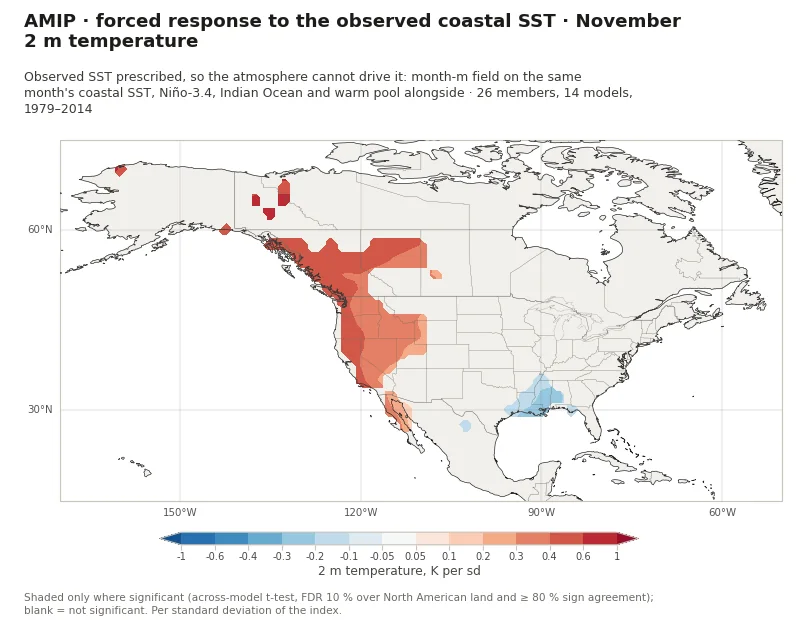 AMIP · forced response to the observed coastal SST · November
2 m temperature
Observed SST prescribed, so the atmosphere cannot drive it: month-m field on the same
month's coastal SST, Niño-3.4, Indian Ocean and warm pool alongside · 26 members, 14 models,
1979–2014
60°N
30°N
150°W 120°W 90°W 60°W
-1 -0.6 -0.4 -0.3 -0.2 -0.1 -0.05 0.05 0.1 0.2 0.3 0.4 0.6 1
2 m temperature, K per sd
Shaded only where significant (across-model t-test, FDR 10 % over North American land and ≥ 80 % sign agreement);
blank = not significant. Per standard deviation of the index.